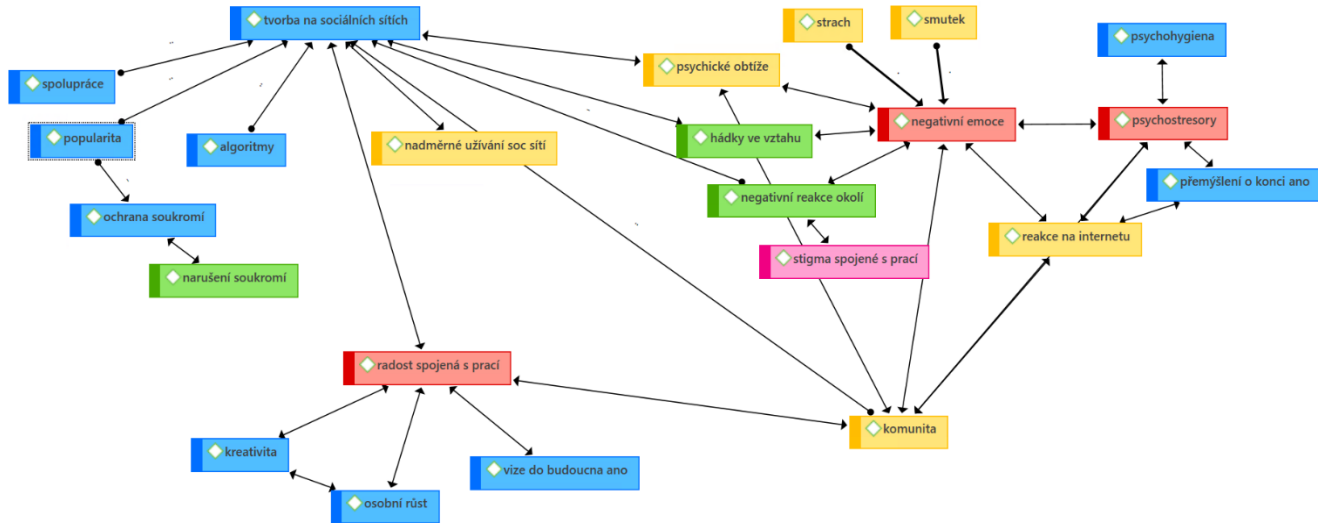 tvorba na sociálních sítích
strach
smutek
psychohygiena
psychické obtíže
spolupráce
negativní emoce
psychostresory
popularita
algoritmy
nadměrné užívání soc sítí
hádky ve vztahu
přemýšlení o konci ano
negativní reakce okolí
ochrana soukromí
reakce na internetu
stigma spojené s prací
narušení soukromí
radost spojená s prací
komunita
kreativita
vize do budoucna ano
osobní růst